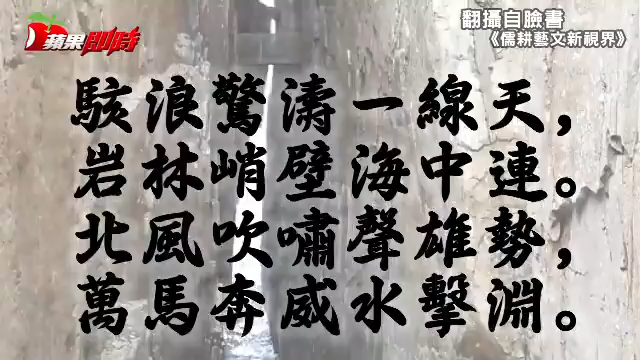 蘋果即時
翻攝自臉書
《儒耕藝文新視界》
駭浪驚濤一線天，
岩林峭壁海中連。
北風吹嘯聲雄勢，
萬馬奔威水擊淵。